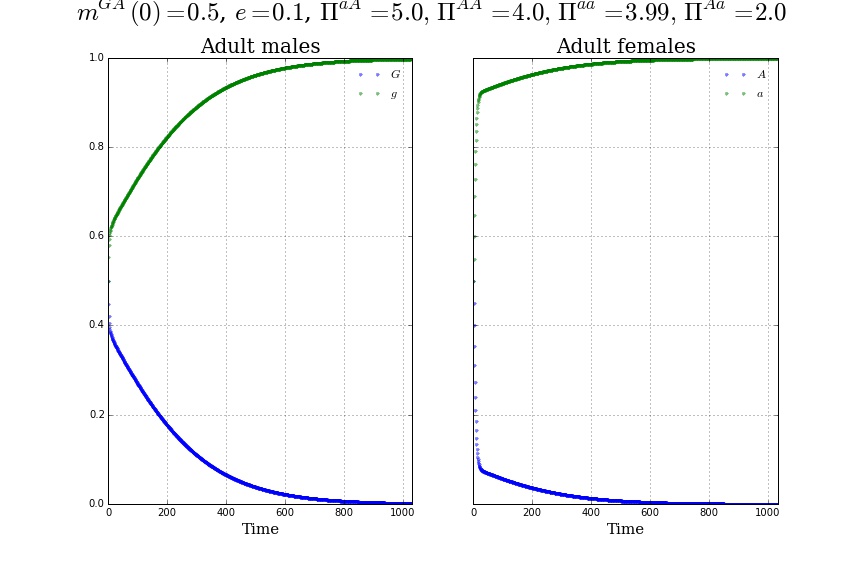 m^{GA}(0)=0.5, e=0.1, Π^{aA}=5.0, Π^{AA}=4.0, Π^{aa}=3.99, Π^{Aa}=2.0
Adult males Adult females
G
g
A
a
1.0
0.8
0.6
0.4
0.2
0.0
0 200 400 600 800 1000
0 200 400 600 800 1000
Time Time